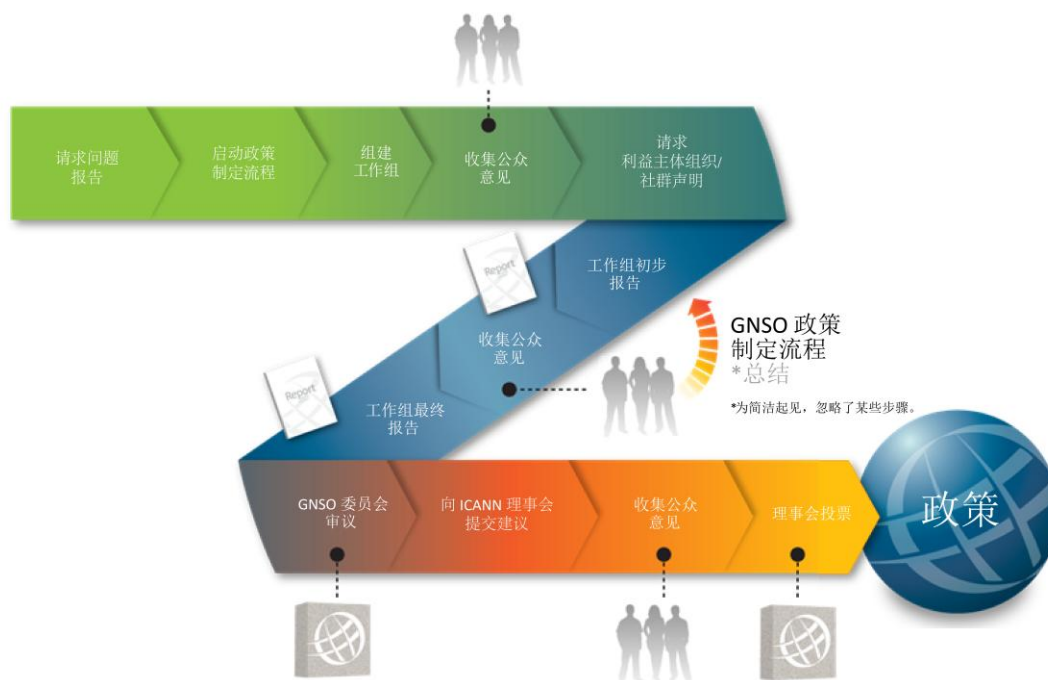 请求问题
报告
启动政策
制定流程
组建
工作组
收集公众
意见
请求
利益主体组织/
社群声明
工作组初步
报告
Report
收集公众
意见
Report
工作组最终
报告
GNSO 政策
制定流程
*总结
*为简洁起见，忽略了某些步骤。
GNSO 委员会
审议
向 ICANN 理事会
提交建议
收集公众
意见
理事会投票
政策